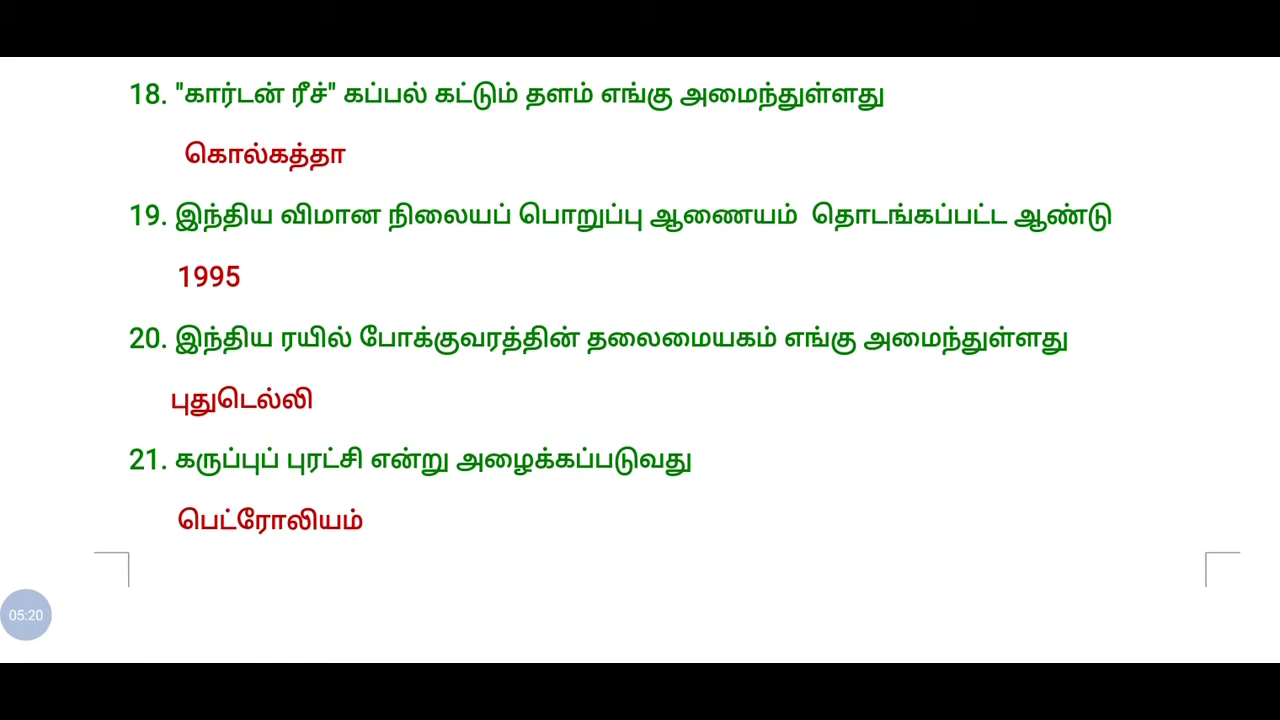 18. "கார்டன் ரீச்" கப்பல் கட்டும் தளம் எங்கு அமைந்துள்ளது
கொல்கத்தா
19. இந்திய விமான நிலையப் பொறுப்பு ஆணையம் தொடங்கப்பட்ட ஆண்டு
1995
20. இந்திய ரயில் போக்குவரத்தின் தலைமையகம் எங்கு அமைந்துள்ளது
புதுடெல்லி
21. கருப்புப் புரட்சி என்று அழைக்கப்படுவது
பெட்ரோலியம்
05:20